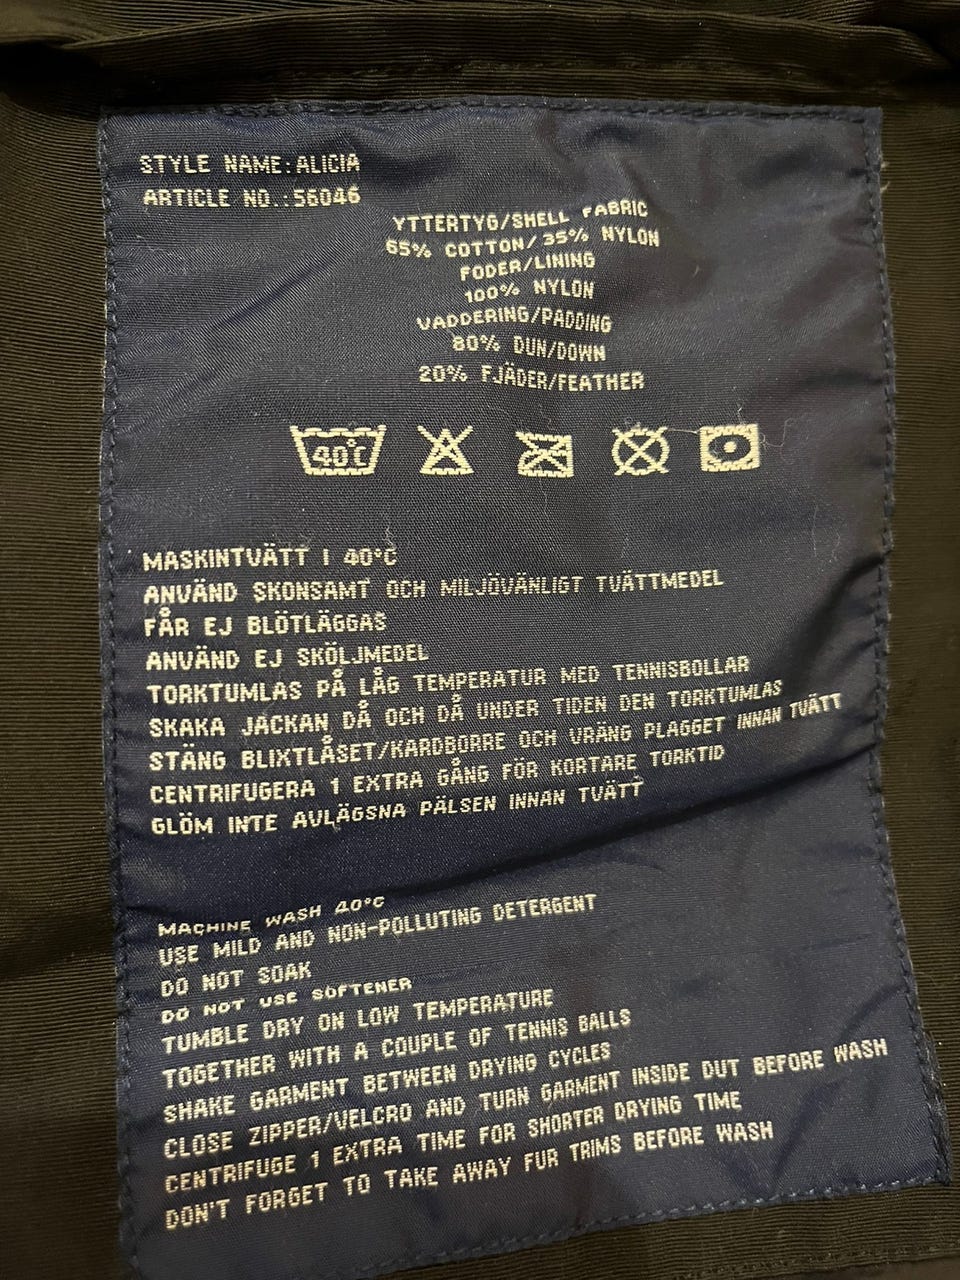 STYLE NAME: ALICIA
ARTICLE NO.: 56046
YTTERTYG/SHELL FABRIC
65% COTTON/35% NYLON
FODER/LINING
100% NYLON
VADDERING/PADDING
80% DUN/DOWN
20% FJÄDER/FEATHER
40°C
MASKINTVÄTT I 40°C
ANVÄND SKONSAMT OCH MILJÖVÄNLIGT TVÄTTMEDEL
FÅR EJ BLÖTLÄGGAS
ANVÄND EJ SKÖLJMEDEL
TORKTUMLAS PÅ LÅG TEMPERATUR MED TENNISBOLLAR
SKAKA JACKAN DÅ OCH DÅ UNDER TIDEN DEN TORKTUMLAS
STÄNG BLIXTLÅSET/KARDBORRE OCH VRÄNG PLAGGET INNAN TVÄTT
CENTRIFUGERA 1 EXTRA GÅNG FÖR KORTARE TORKTID
GLÖM INTE AVLÄGSNA PÄLSEN INNAN TVÄTT
MACHINE WASH 40°C
USE MILD AND NON-POLLUTING DETERGENT
DO NOT SOAK
DO NOT USE SOFTENER
TUMBLE DRY ON LOW TEMPERATURE
TOGETHER WITH A COUPLE OF TENNIS BALLS
SHAKE GARMENT BETWEEN DRYING CYCLES
CLOSE ZIPPER/VELCRO AND TURN GARMENT INSIDE OUT BEFORE WASH
CENTRIFUGE 1 EXTRA TIME FOR SHORTER DRYING TIME
DON'T FORGET TO TAKE AWAY FUR TRIMS BEFORE WASH